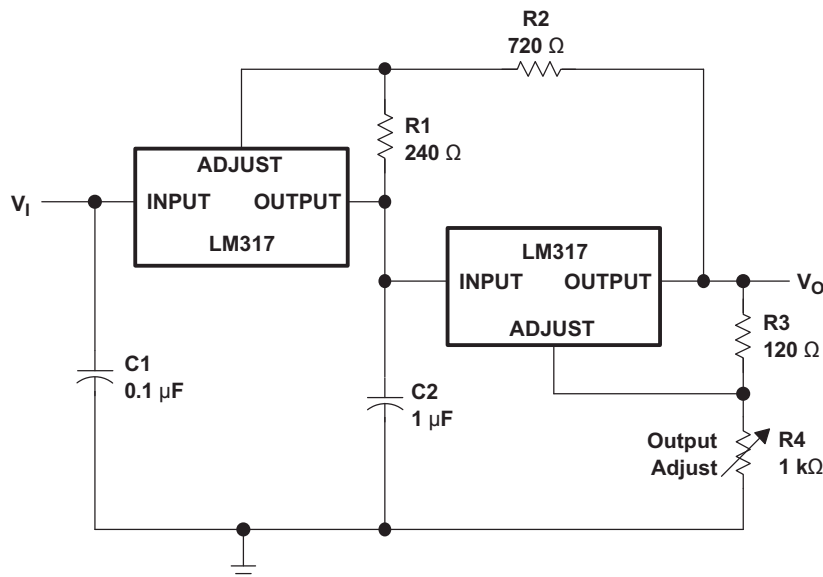 R2
720 Ω
R1
240 Ω
ADJUST
V_I
INPUT OUTPUT
LM317
LM317
INPUT OUTPUT
V_O
ADJUST
R3
120 Ω
C1
0.1 µF
C2
1 µF
Output
Adjust
R4
1 kΩ